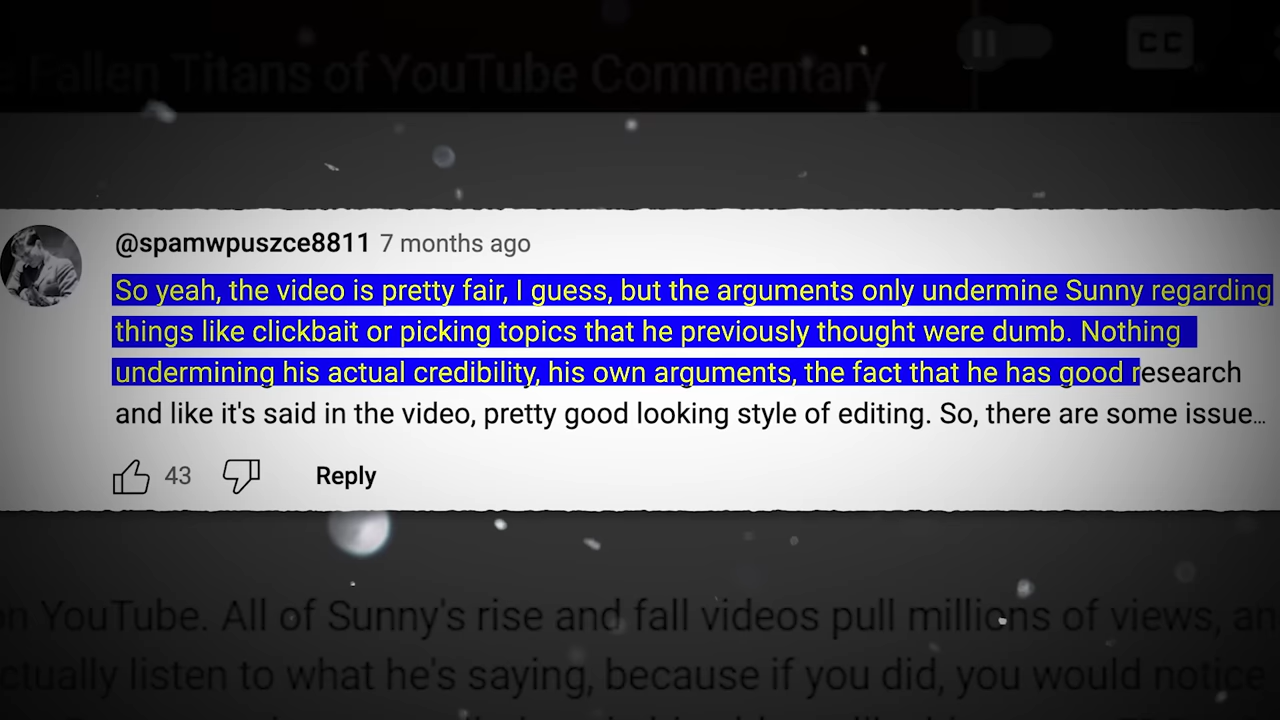 Fallen Titans of YouTube Commentary
CC
@spamwpuszce8811 7 months ago
So yeah, the video is pretty fair, I guess, but the arguments only undermine Sunny regarding
things like clickbait or picking topics that he previously thought were dumb. Nothing
undermining his actual credibility, his own arguments, the fact that he has good research
and like it's said in the video, pretty good looking style of editing. So, there are some issue…
43 Reply
on YouTube. All of Sunny's rise and fall videos pull millions of views, an
ctually listen to what he's saying, because if you did, you would notice